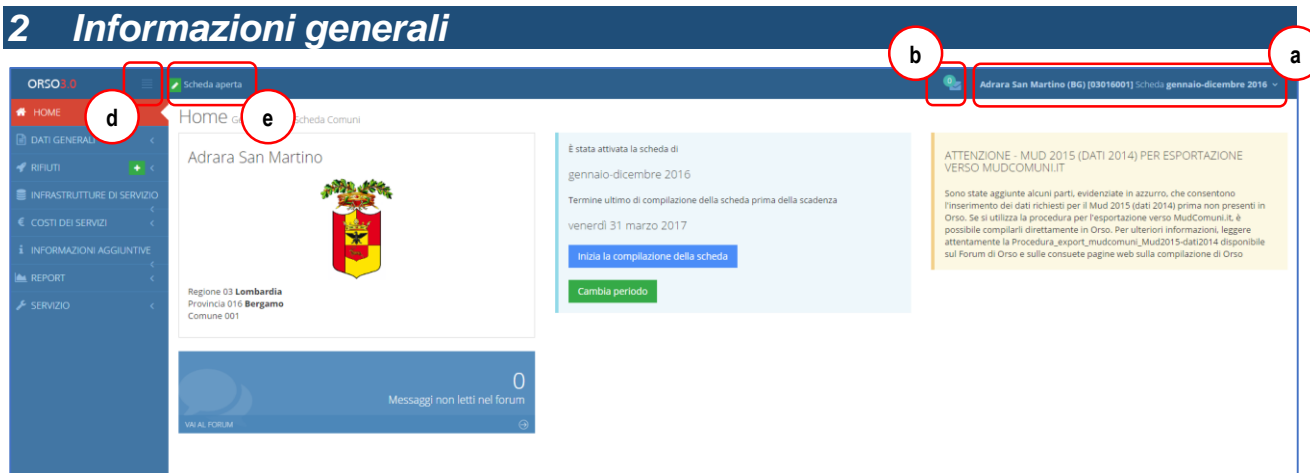 2 Informazioni generali
b
a
ORSO3.0
Scheda aperta
0
Adrara San Martino (BG) [03016001] Scheda gennaio-dicembre 2016
d
e
HOME
DATI GENERALI
RIFIUTI
INFRASTRUTTURE DI SERVIZIO
COSTI DEI SERVIZI
INFORMAZIONI AGGIUNTIVE
REPORT
SERVIZIO
Home Scheda Comuni
Adrara San Martino
Regione 03 Lombardia
Provincia 016 Bergamo
Comune 001
0
Messaggi non letti nel forum
VAI AL FORUM
È stata attivata la scheda di
gennaio-dicembre 2016
Termine ultimo di compilazione della scheda prima della scadenza
venerdì 31 marzo 2017
Inizia la compilazione della scheda
Cambia periodo
ATTENZIONE - MUD 2015 (DATI 2014) PER ESPORTAZIONE
VERSO MUDCOMUNI.IT
Sono state aggiunte alcuni parti, evidenziate in azzurro, che consentono
l'inserimento dei dati richiesti per il Mud 2015 (dati 2014) prima non presenti in
Orso. Se si utilizza la procedura per l'esportazione verso MudComuni.it, è
possibile compilarli direttamente in Orso. Per ulteriori informazioni, leggere
attentamente la Procedura_export_mudcomuni_Mud2015-dati2014 disponibile
sul Forum di Orso e sulle consuete pagine web sulla compilazione di Orso